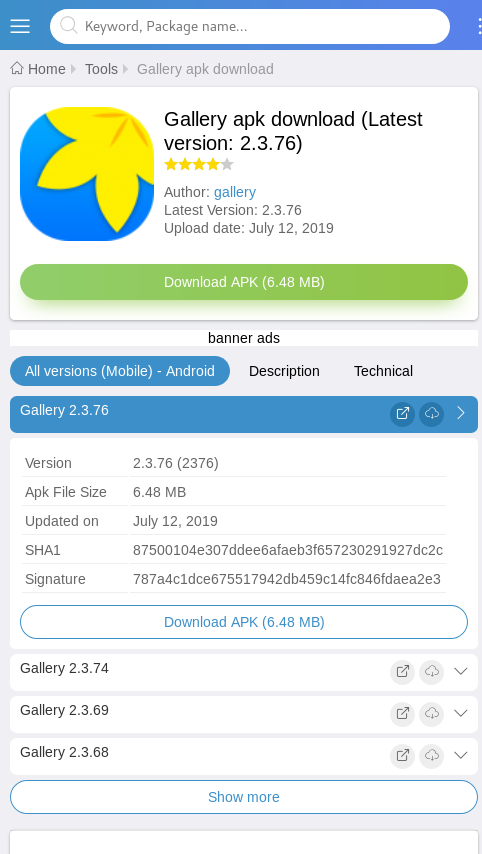 Keyword, Package name...
Home Tools Gallery apk download
Gallery apk download (Latest
version: 2.3.76)
Author: gallery
Latest Version: 2.3.76
Upload date: July 12, 2019
Download APK (6.48 MB)
banner ads
All versions (Mobile) - Android Description Technical
Gallery 2.3.76
Version 2.3.76 (2376)
Apk File Size 6.48 MB
Updated on July 12, 2019
SHA1 87500104e307ddee6afaeb3f657230291927dc2c
Signature 787a4c1dce675517942db459c14fc846fdaea2e3
Download APK (6.48 MB)
Gallery 2.3.74
Gallery 2.3.69
Gallery 2.3.68
Show more